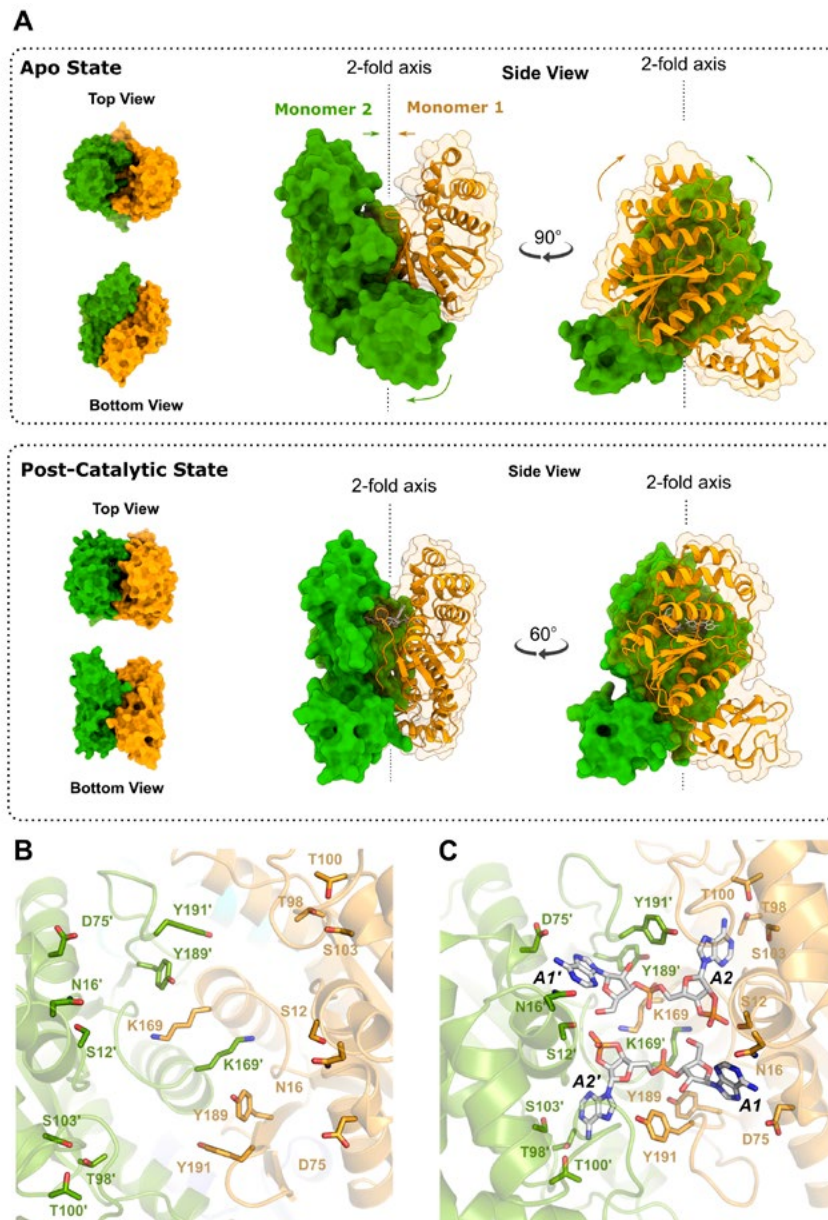 A
Apo State
Top View
Bottom View
2-fold axis
Side View
2-fold axis
Monomer 2
Monomer 1
90°
Post-Catalytic State
Top View
Bottom View
2-fold axis
Side View
2-fold axis
60°
B
T100
T98
S103
D75'
Y191'
Y189'
N16'
S12'
K169
S12
K169'
N16
Y189
S103'
Y191
D75
T98'
T100'
C
T100
T98
Y191'
D75'
S103
A1'
Y189'
A2
N16'
K169
S12
S12'
K169'
N16
A2'
Y189
A1
S103'
D75
T98'
Y191
T100'